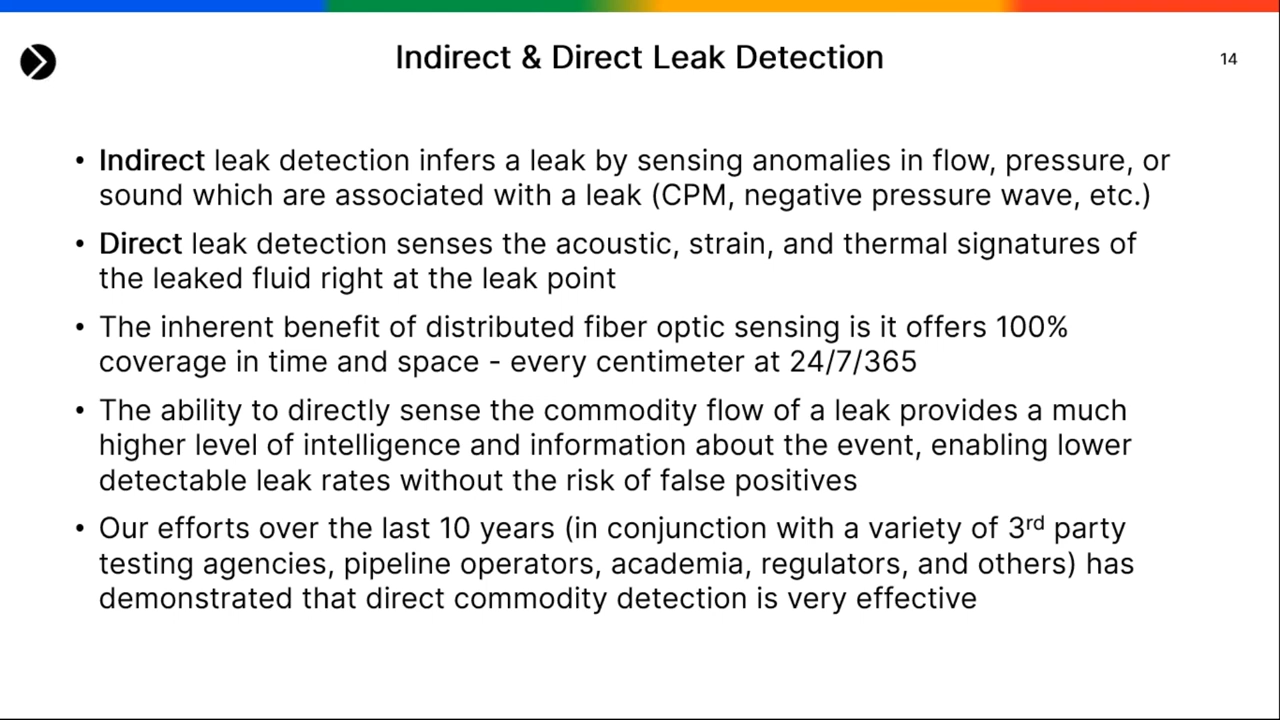 Indirect & Direct Leak Detection
14
• Indirect leak detection infers a leak by sensing anomalies in flow, pressure, or
sound which are associated with a leak (CPM, negative pressure wave, etc.)
• Direct leak detection senses the acoustic, strain, and thermal signatures of
the leaked fluid right at the leak point
• The inherent benefit of distributed fiber optic sensing is it offers 100%
coverage in time and space - every centimeter at 24/7/365
• The ability to directly sense the commodity flow of a leak provides a much
higher level of intelligence and information about the event, enabling lower
detectable leak rates without the risk of false positives
• Our efforts over the last 10 years (in conjunction with a variety of 3rd party
testing agencies, pipeline operators, academia, regulators, and others) has
demonstrated that direct commodity detection is very effective